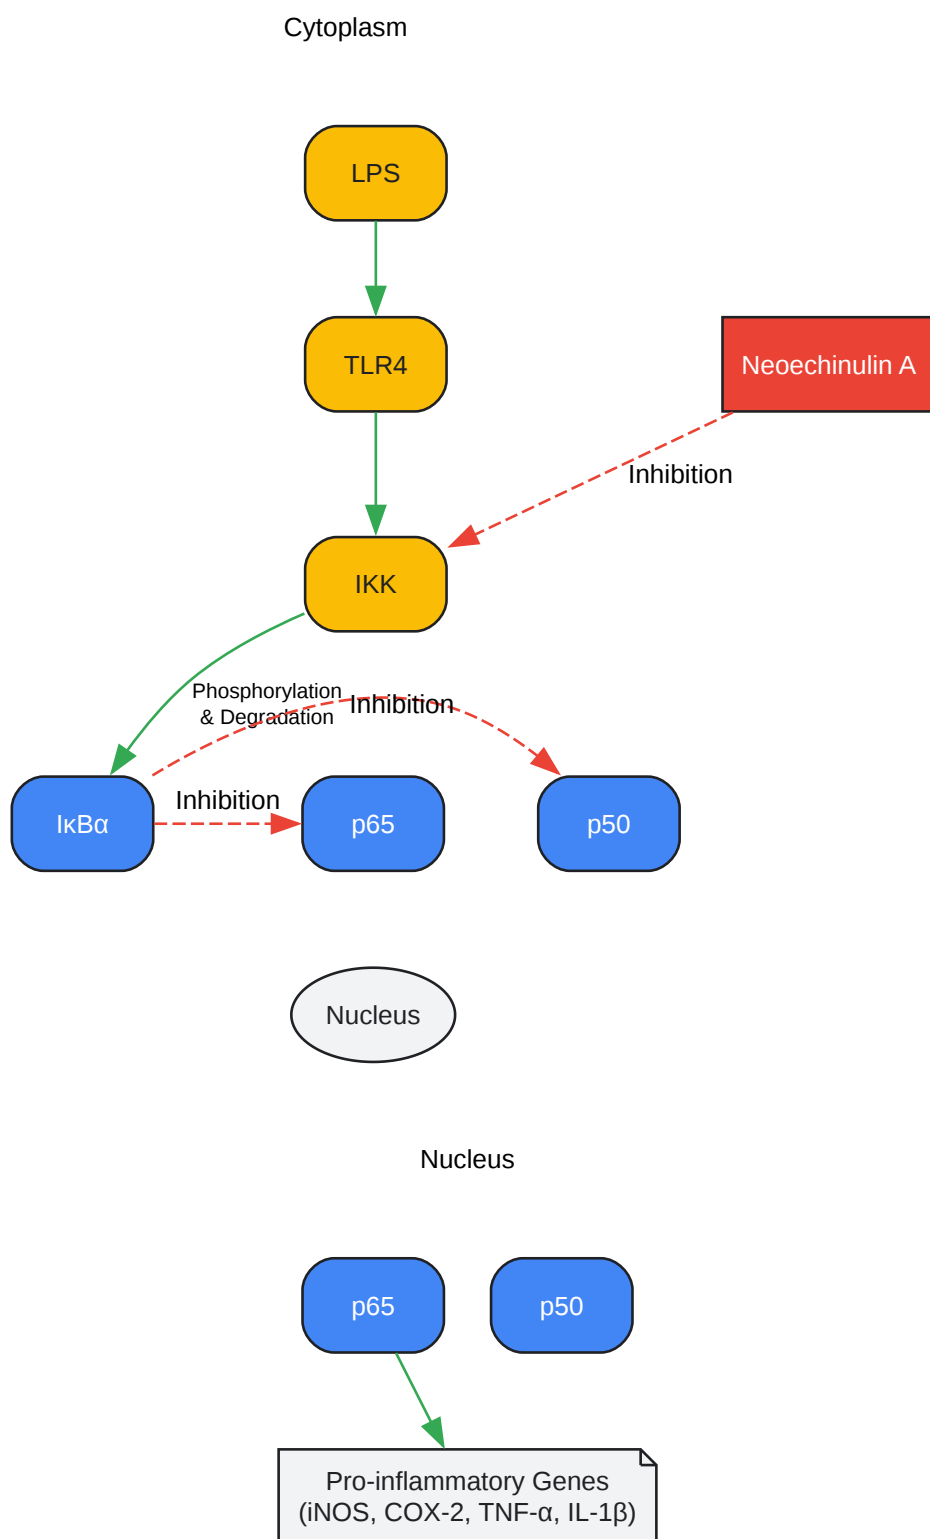 Cytoplasm
LPS
TLR4
Neoechinulin A
Inhibition
IKK
Phosphorylation
& Degradation
Inhibition
Inhibition
IκBα
p65
p50
Nucleus
Nucleus
p65
p50
Pro-inflammatory Genes
(iNOS, COX-2, TNF-α, IL-1β)